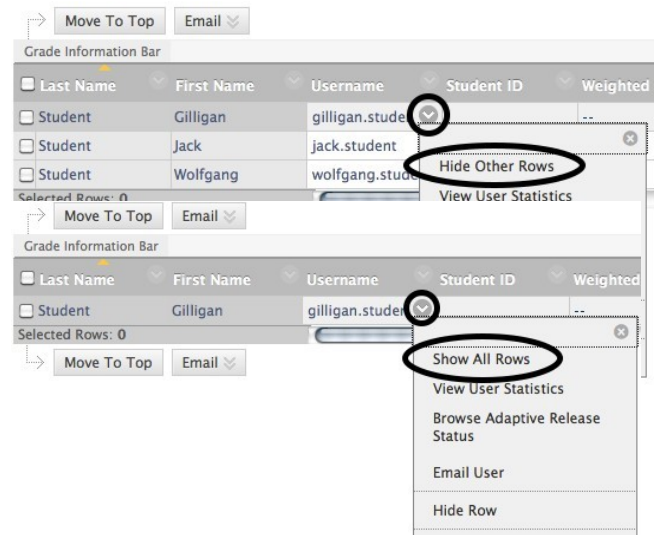 Move To Top Email
Grade Information Bar
Last Name First Name Username Student ID Weighted
Student Gilligan gilligan.stude --
Student Jack jack.student
Student Wolfgang wolfgang.stude
Hide Other Rows
View User Statistics
Selected Rows: 0
Move To Top Email
Grade Information Bar
Last Name First Name Username Student ID Weighted
Student Gilligan gilligan.studen --
Selected Rows: 0
Move To Top Email
Show All Rows
View User Statistics
Browse Adaptive Release
Status
Email User
Hide Row